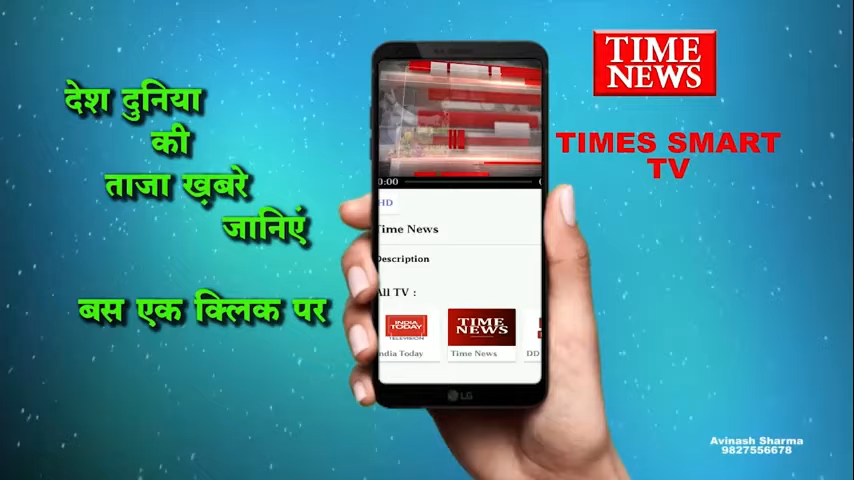 देश दुनिया
की
ताजा ख़बरे
जानिएं
बस एक क्लिक पर
TIME
NEWS
TIMES SMART
TV
0:00
HD
Time News
Description
All TV :
INDIA
TODAY
TELEVISION
India Today
TIME
NEWS
Time News
DD
LG
Avinash Sharma
9827556678